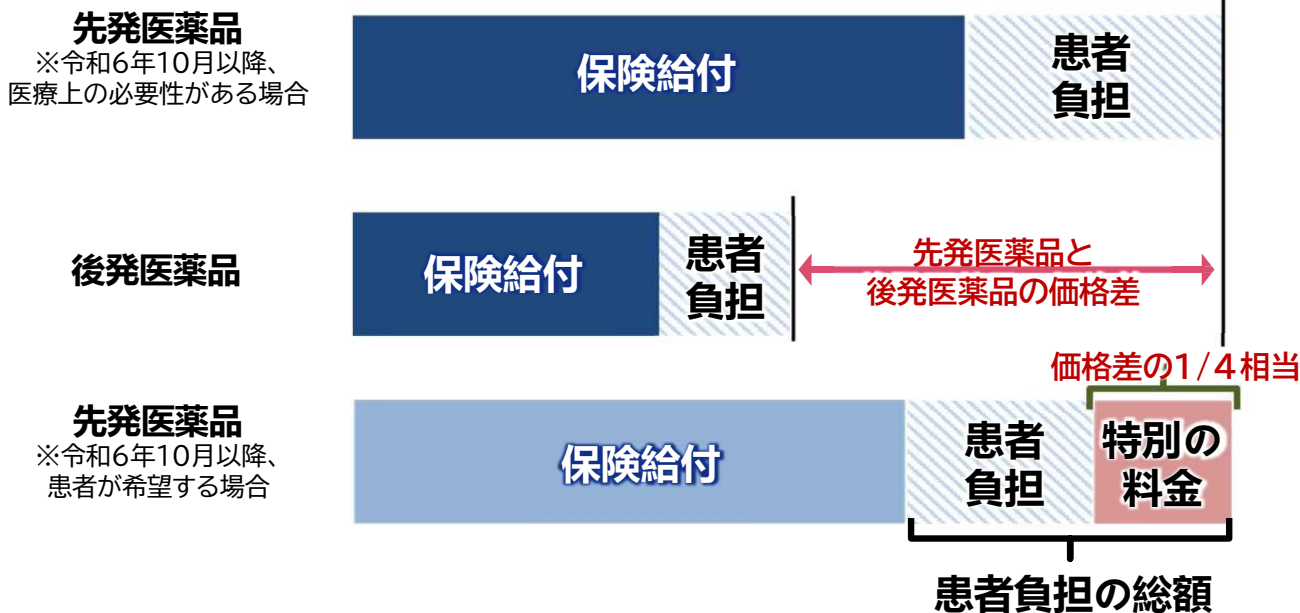 先発医薬品
※令和6年10月以降、
医療上の必要性がある場合
保険給付
患者
負担
後発医薬品
保険給付
患者
負担
先発医薬品と
後発医薬品の価格差
価格差の1/4相当
先発医薬品
※令和6年10月以降、
患者が希望する場合
保険給付
患者
負担
特別の
料金
患者負担の総額